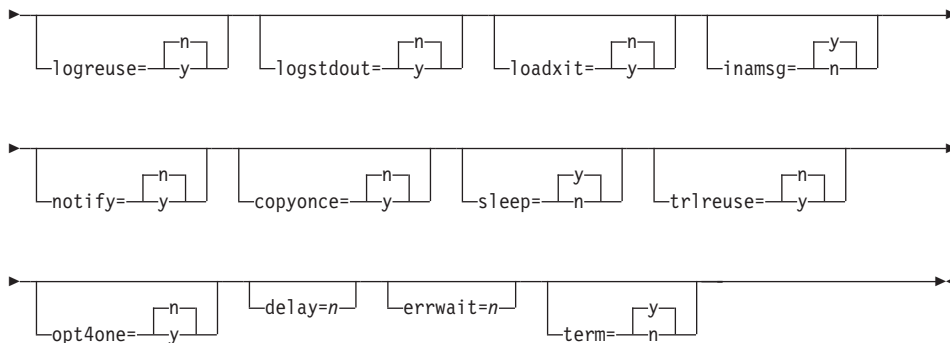 n n n y
logreuse= y logstdout= y loadxit= y inamsg= n
n n y n
notify= y copyonce= y sleep= n trlreuse= y
n delay=n errwait=n y
opt4one= y term= n